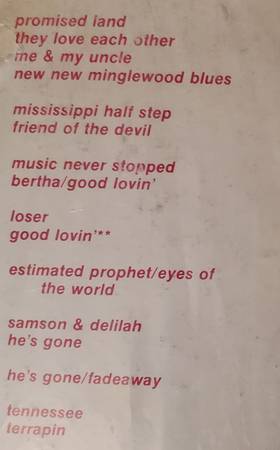 promised land
they love each other
me & my uncle
new new minglewood blues
mississippi half step
friend of the devil
music never stopped
bertha/good lovin'
loser
good lovin'**
estimated prophet/eyes of
the world
samson & delilah
he's gone
he's gone/fadeaway
tennessee
terrapin